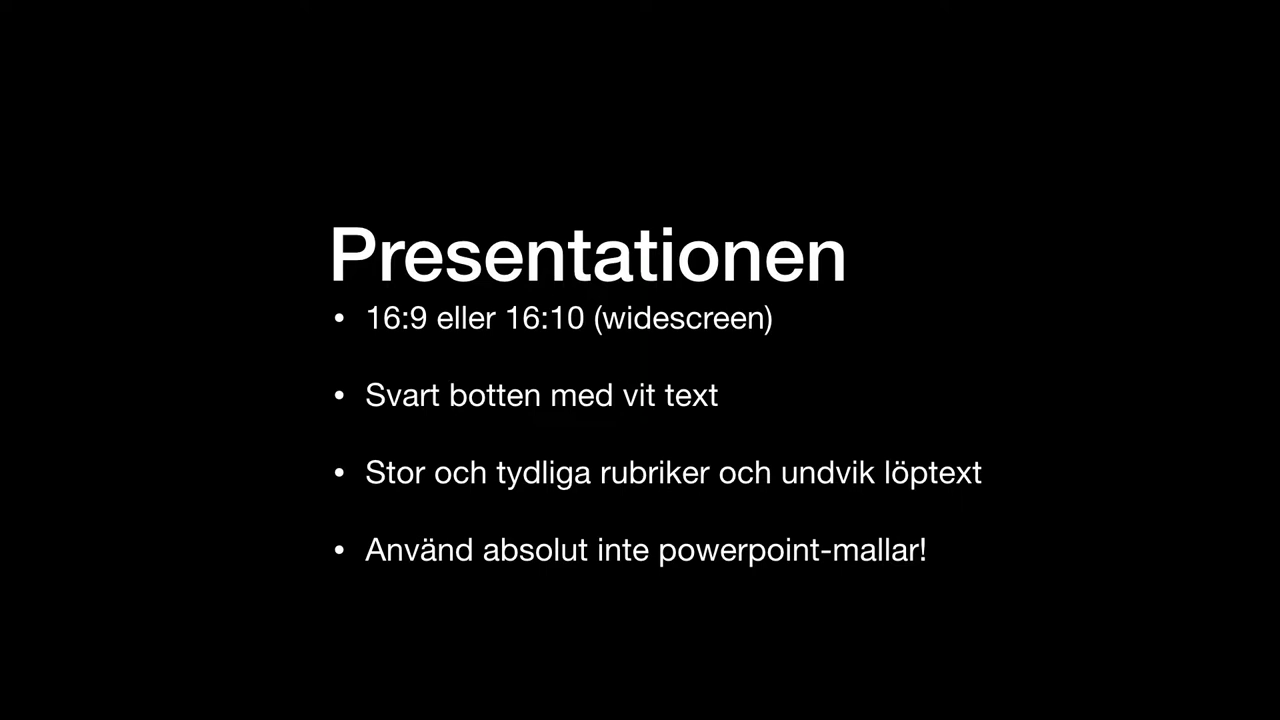 Presentationen
• 16:9 eller 16:10 (widescreen)
• Svart botten med vit text
• Stor och tydliga rubriker och undvik löptext
• Använd absolut inte powerpoint-mallar!